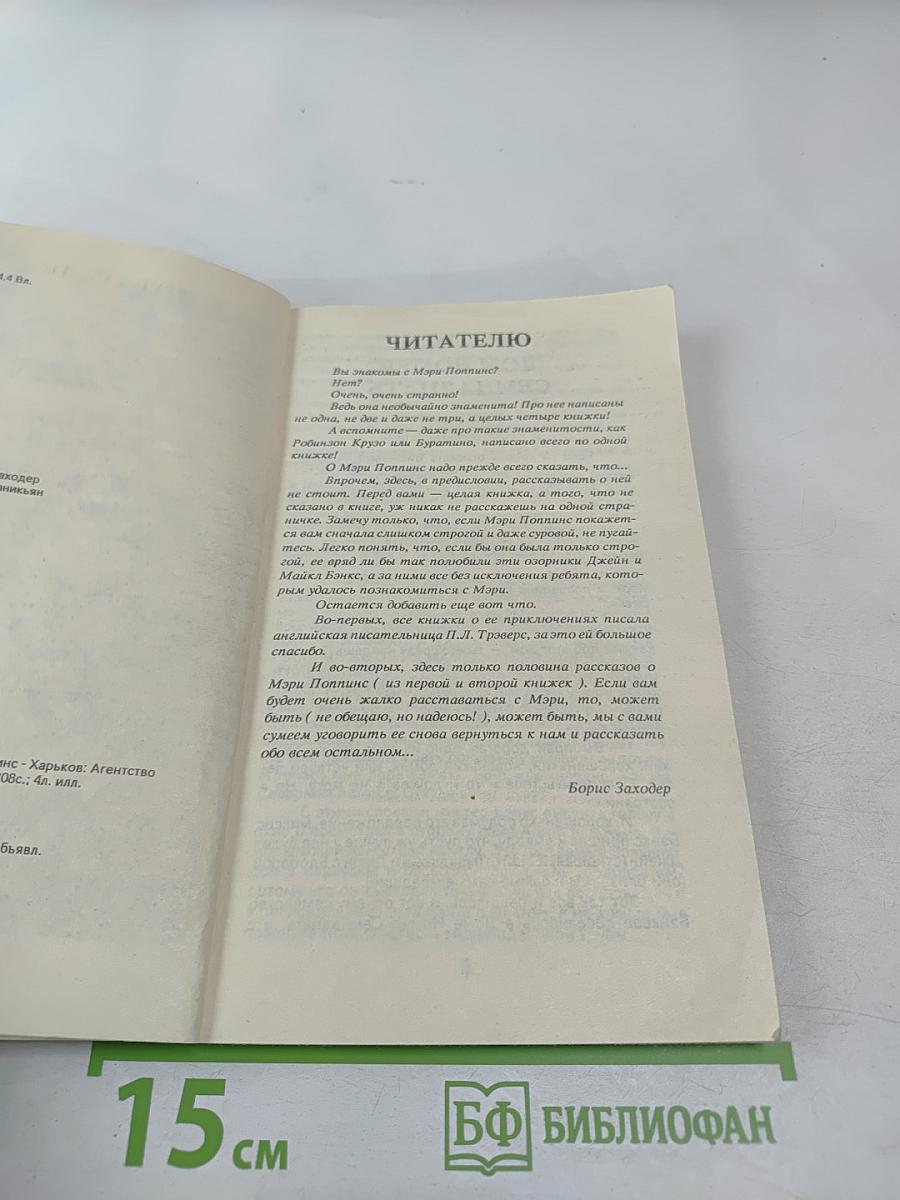 4,4 Вл.
аходер
аникьян
инс - Харьков: Агентство
08с.; 4л. илл.
бъявл.
ЧИТАТЕЛЮ
Вы знакомы с Мэри Поппинс?
Нет?
Очень, очень странно!
Ведь она необычайно знаменита! Про нее написаны
не одна, не две и даже не три, а целых четыре книжки!
А вспомните — даже про такие знаменитости, как
Робинзон Крузо или Буратино, написано всего по одной
книжке!
О Мэри Поппинс надо прежде всего сказать, что...
Впрочем, здесь, в предисловии, рассказывать о ней
не стоит. Перед вами — целая книжка, а того, что не
сказано в книге, уж никак не расскажешь на одной стра-
ничке. Замечу только, что, если Мэри Поппинс покажет-
ся вам сначала слишком строгой и даже суровой, не пугай-
тесь. Легко понять, что, если бы она была только стро-
гой, ее вряд ли бы так полюбили эти озорники Джейн и
Майкл Бэнкс, а за ними все без исключения ребята, кото-
рым удалось познакомиться с Мэри.
Остается добавить еще вот что.
Во-первых, все книжки о ее приключениях писала
английская писательница П.Л. Трэверс, за это ей большое
спасибо.
И во-вторых, здесь только половина рассказов о
Мэри Поппинс ( из первой и второй книжек ). Если вам
будет очень жалко расставаться с Мэри, то, может
быть ( не обещаю, но надеюсь! ), может быть, мы с вами
сумеем уговорить ее снова вернуться к нам и рассказать
обо всем остальном...
Борис Заходер
15 см
БФ БИБЛИОФАН